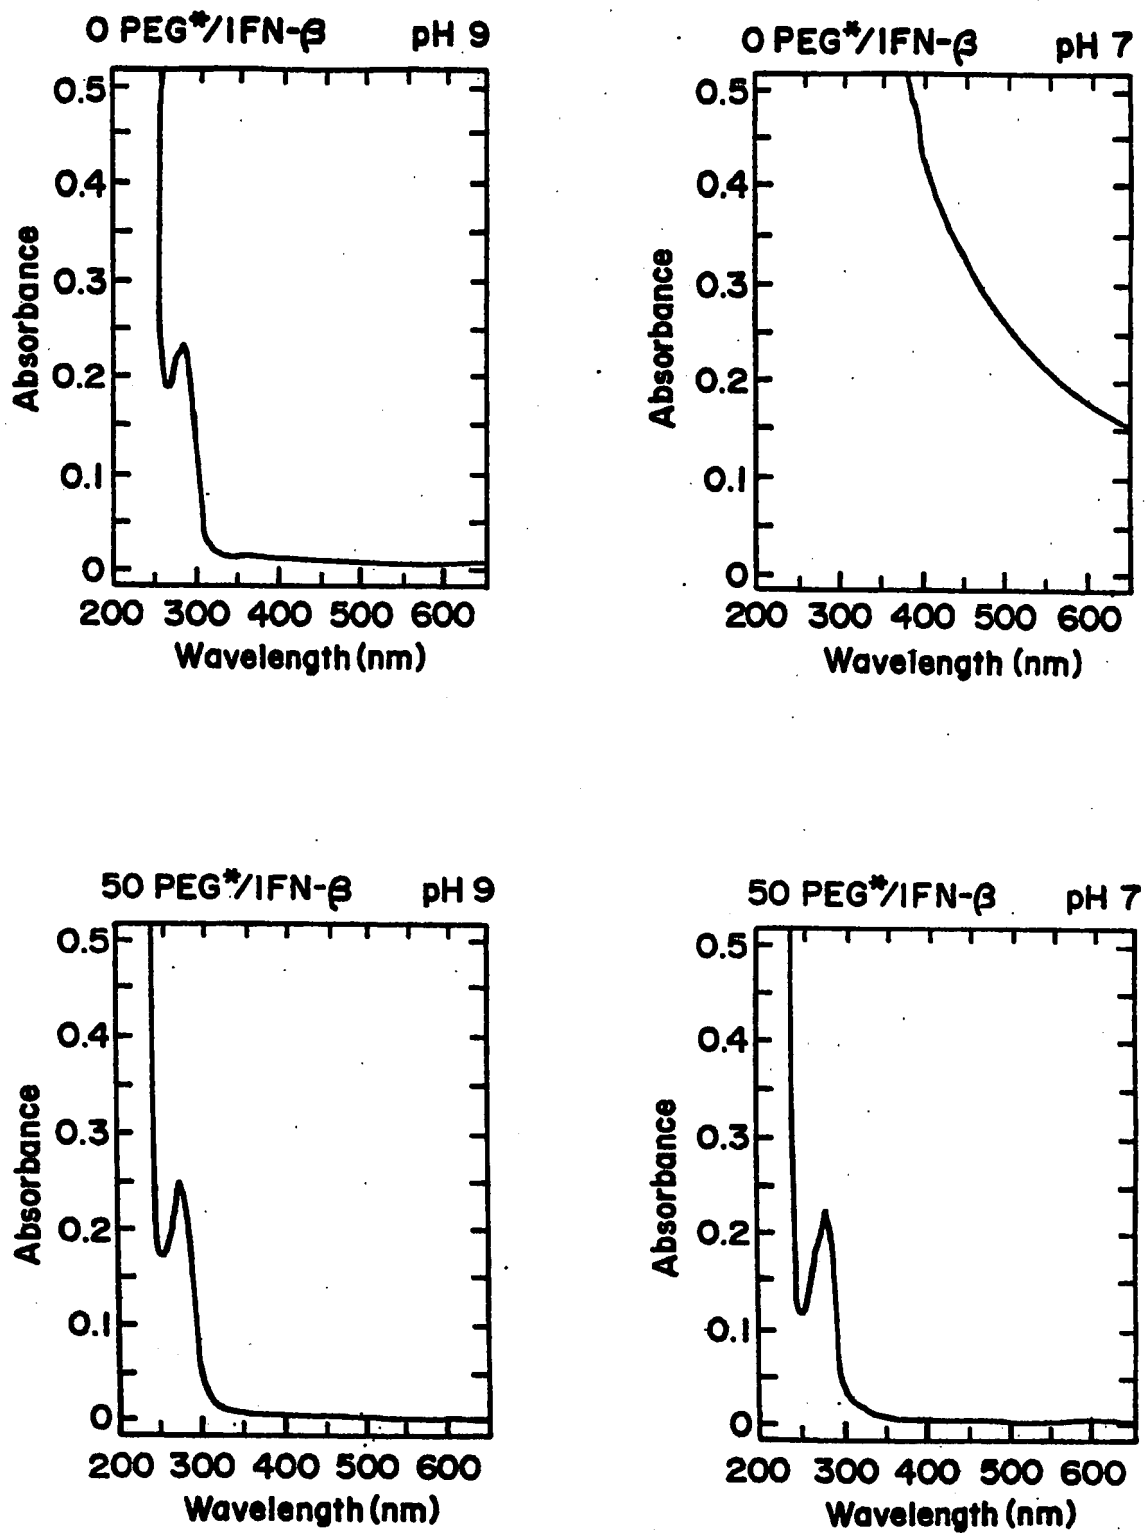 0 PEG*/IFN-β pH 9
0.5
0.4
0.3
0.2
0.1
0
Absorbance
200 300 400 500 600
Wavelength (nm)
0 PEG*/IFN-β pH 7
0.5
0.4
0.3
0.2
0.1
0
Absorbance
200 300 400 500 600
Wavelength (nm)
50 PEG*/IFN-β pH 9
0.5
0.4
0.3
0.2
0.1
0
Absorbance
200 300 400 500 600
Wavelength (nm)
50 PEG*/IFN-β pH 7
0.5
0.4
0.3
0.2
0.1
0
Absorbance
200 300 400 500 600
Wavelength (nm)